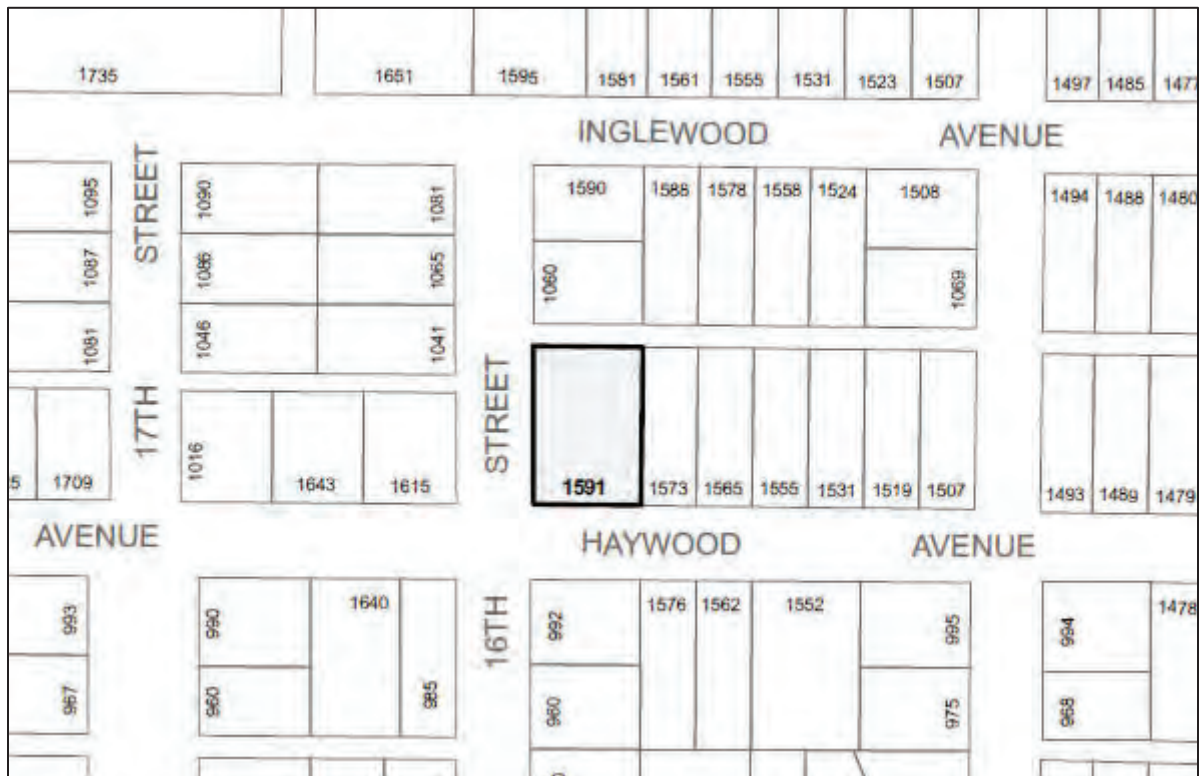 1735 1651 1595 1581 1561 1555 1531 1523 1507 1497 1485 1477
INGLEWOOD AVENUE
1095 STREET 1090 1081 1590 1588 1578 1558 1524 1508 1494 1488 1480
1087 1086 1065 1060 1069
1081 1046 1041
17TH STREET
1016
1709 1643 1615 1591 1573 1565 1555 1531 1519 1507 1493 1489 1479
AVENUE HAYWOOD AVENUE
993 990 1640 16TH 992 1576 1562 1552 995 994 1478
967 960 985 960 975 968